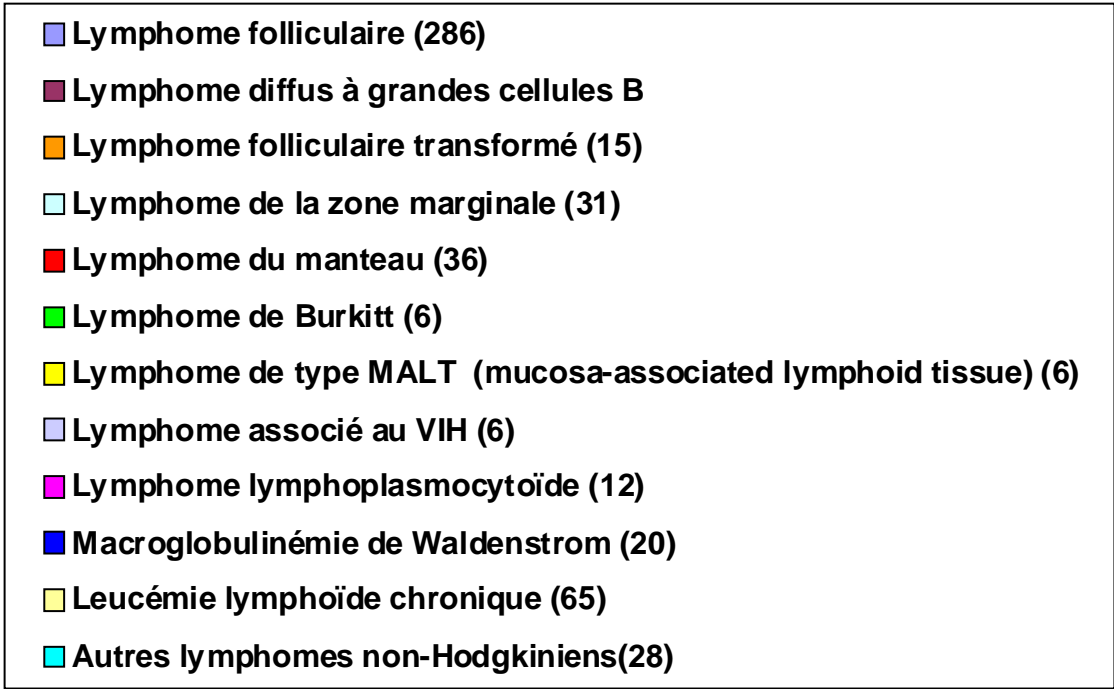 Lymphome folliculaire (286)
Lymphome diffus à grandes cellules B
Lymphome folliculaire transformé (15)
Lymphome de la zone marginale (31)
Lymphome du manteau (36)
Lymphome de Burkitt (6)
Lymphome de type MALT (mucosa-associated lymphoid tissue) (6)
Lymphome associé au VIH (6)
Lymphome lymphoplasmocytoïde (12)
Macroglobulinémie de Waldenstrom (20)
Leucémie lymphoïde chronique (65)
Autres lymphomes non-Hodgkiniens(28)